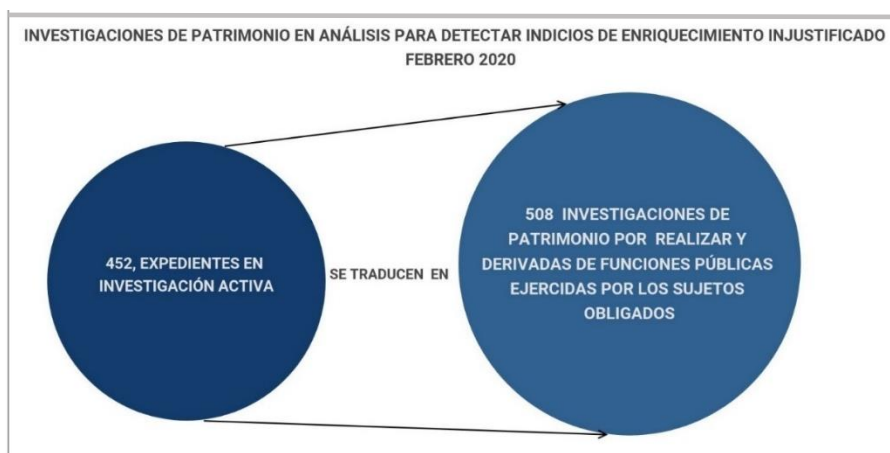 INVESTIGACIONES DE PATRIMONIO EN ANÁLISIS PARA DETECTAR INDICIOS DE ENRIQUECIMIENTO INJUSTIFICADO
FEBRERO 2020
452, EXPEDIENTES EN
INVESTIGACIÓN ACTIVA
SE TRADUCEN EN
508 INVESTIGACIONES DE
PATRIMONIO POR REALIZAR Y
DERIVADAS DE FUNCIONES PÚBLICAS
EJERCIDAS POR LOS SUJETOS
OBLIGADOS